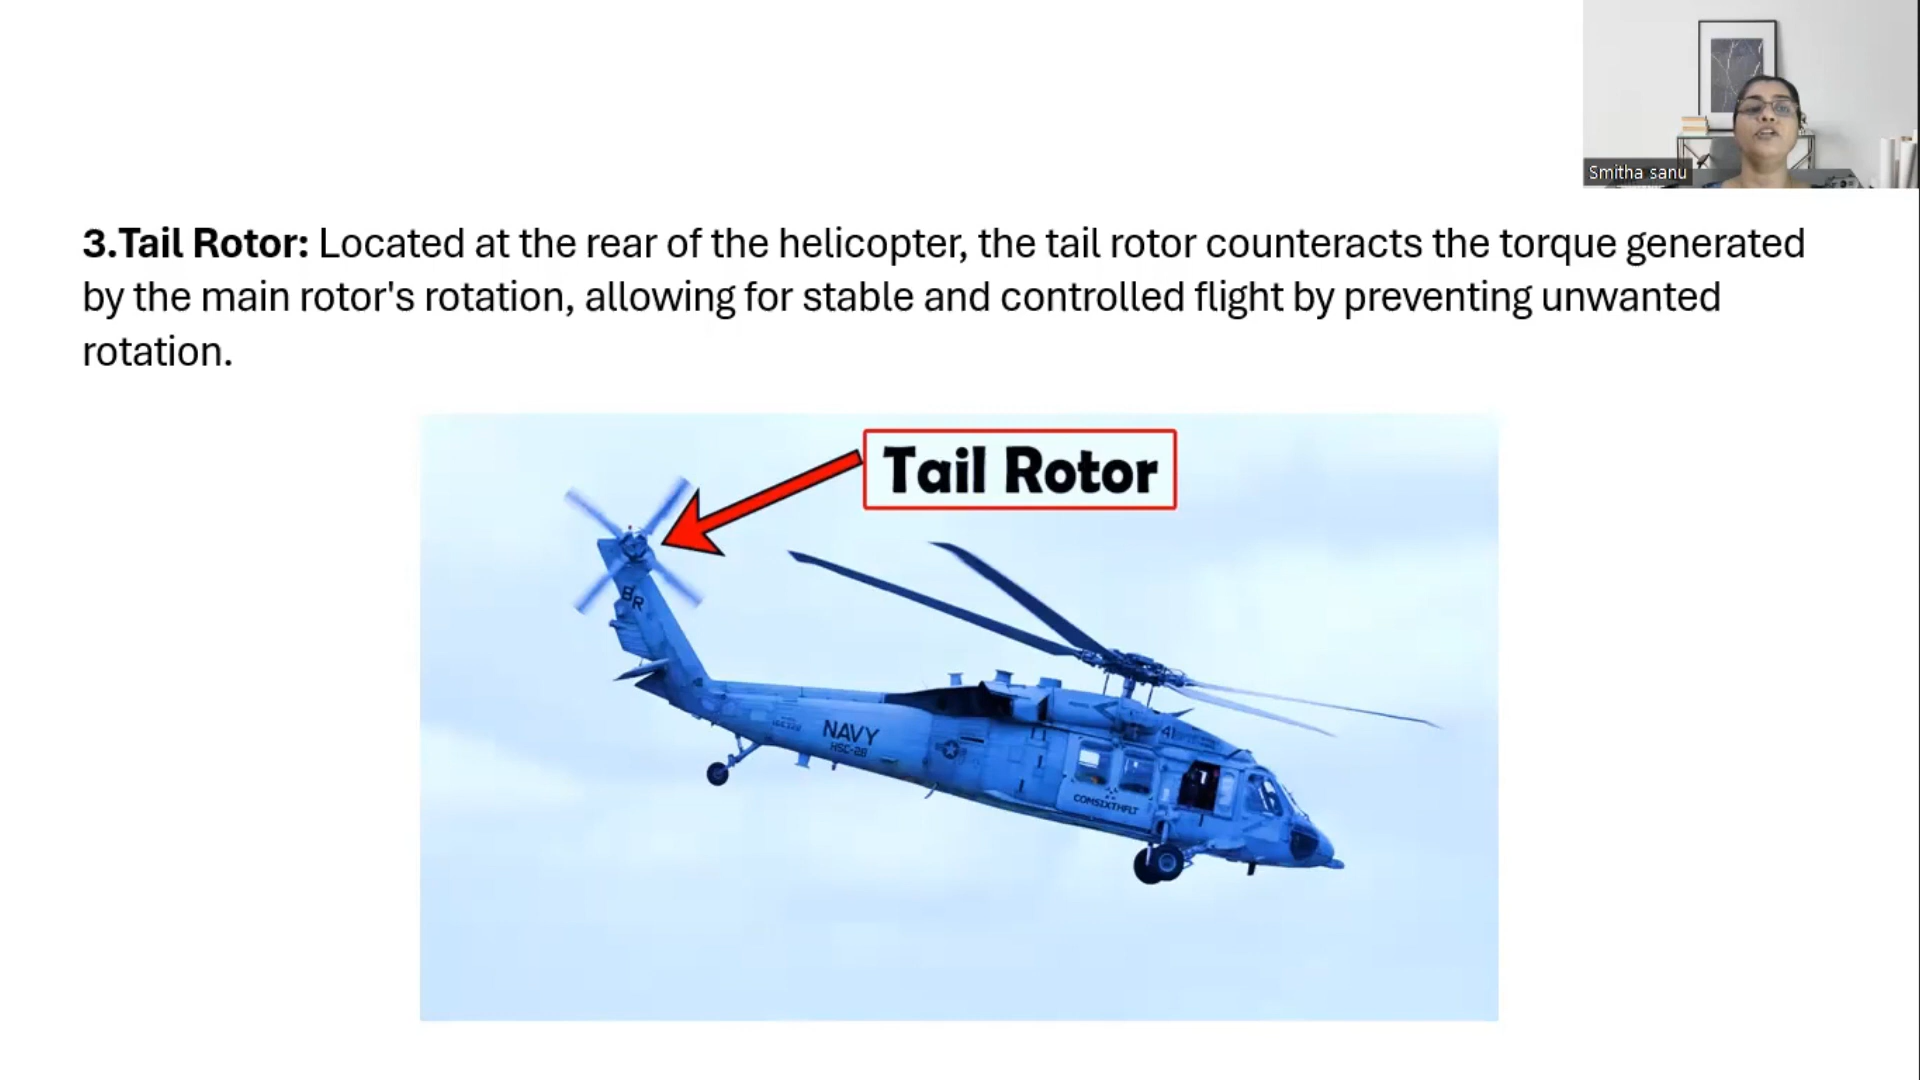 Smitha sanu
3.Tail Rotor: Located at the rear of the helicopter, the tail rotor counteracts the torque generated
by the main rotor's rotation, allowing for stable and controlled flight by preventing unwanted
rotation.
Tail Rotor
BR
NAVY
HSC-28
41
COMSIXTHFLT